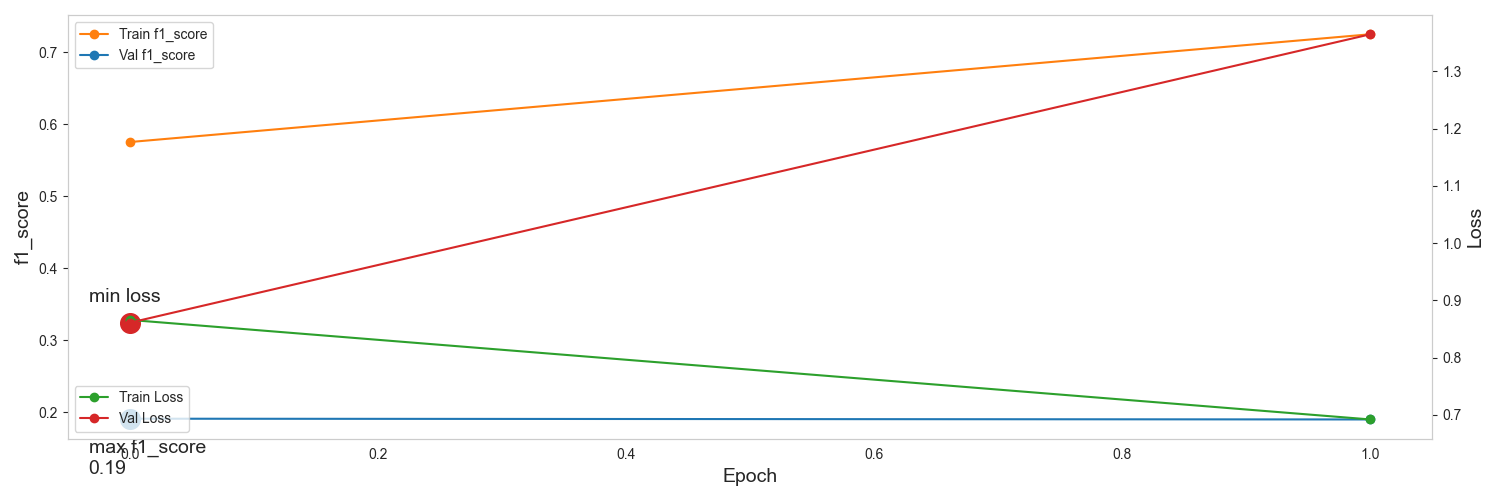 Train f1_score
Val f1_score
0.7
0.6
0.5
0.4
0.3
0.2
f1_score
1.3
1.2
1.1
1.0
0.9
0.8
0.7
Loss
min loss
Train Loss
Val Loss
max f1_score
0.19
0.0
0.2
0.4
0.6
0.8
1.0
Epoch